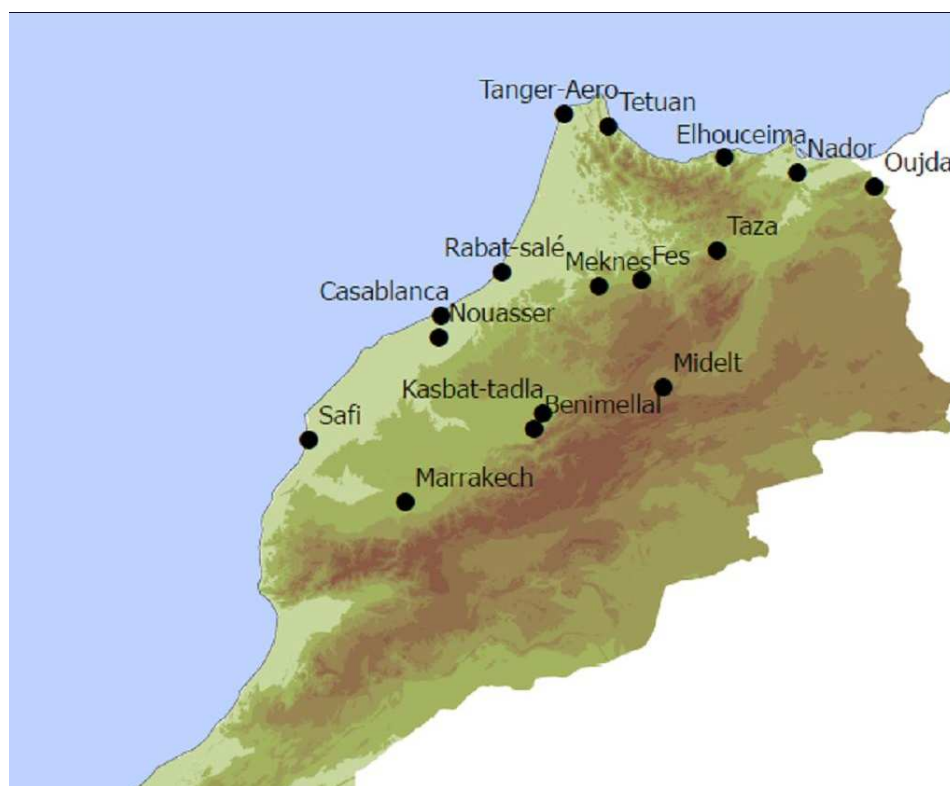 Tanger-Aero
Tetuan
Elhouceima
Nador
Oujda
Taza
Rabat-salé
Meknes
Fes
Casablanca
Nouasser
Midelt
Kasbat-tadla
Benimellal
Safi
Marrakech